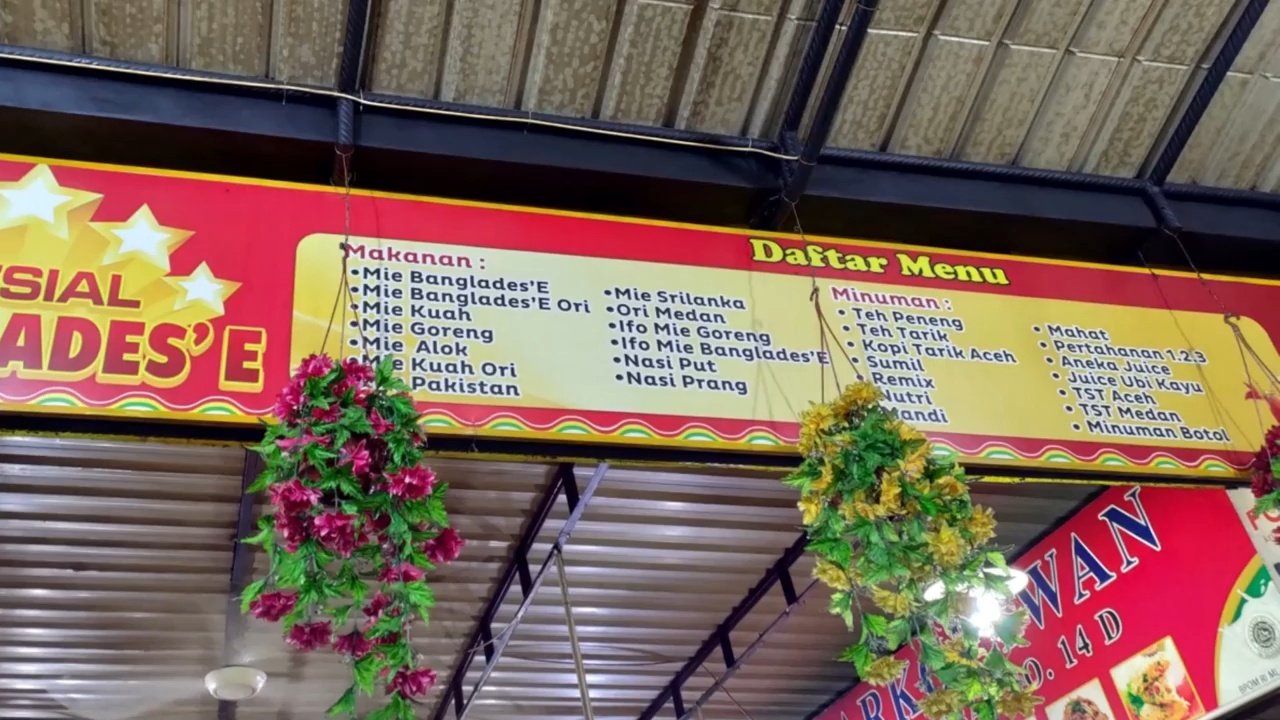 SIAL
ADES'E
Daftar Menu
Makanan :
•Mie Banglades'E
•Mie Banglades'E Ori
•Mie Kuah
•Mie Goreng
•Mie Alok
Mie Kuah Ori
Pakistan
•Mie Srilanka
•Ori Medan
•Ifo Mie Goreng
•Ifo Mie Banglades'E
•Nasi Put
•Nasi Prang
Minuman :
• Teh Peneng
• Teh Tarik
• Kopi Tarik Aceh
• Sumil
• Remix
Nutri
Mandi
• Mahat
• Pertahanan 1.2.3
• Aneka Juice
• Juice Ubi Kayu
• TST Aceh
• TST Medan
• Minuman Botol
WAN
14 D